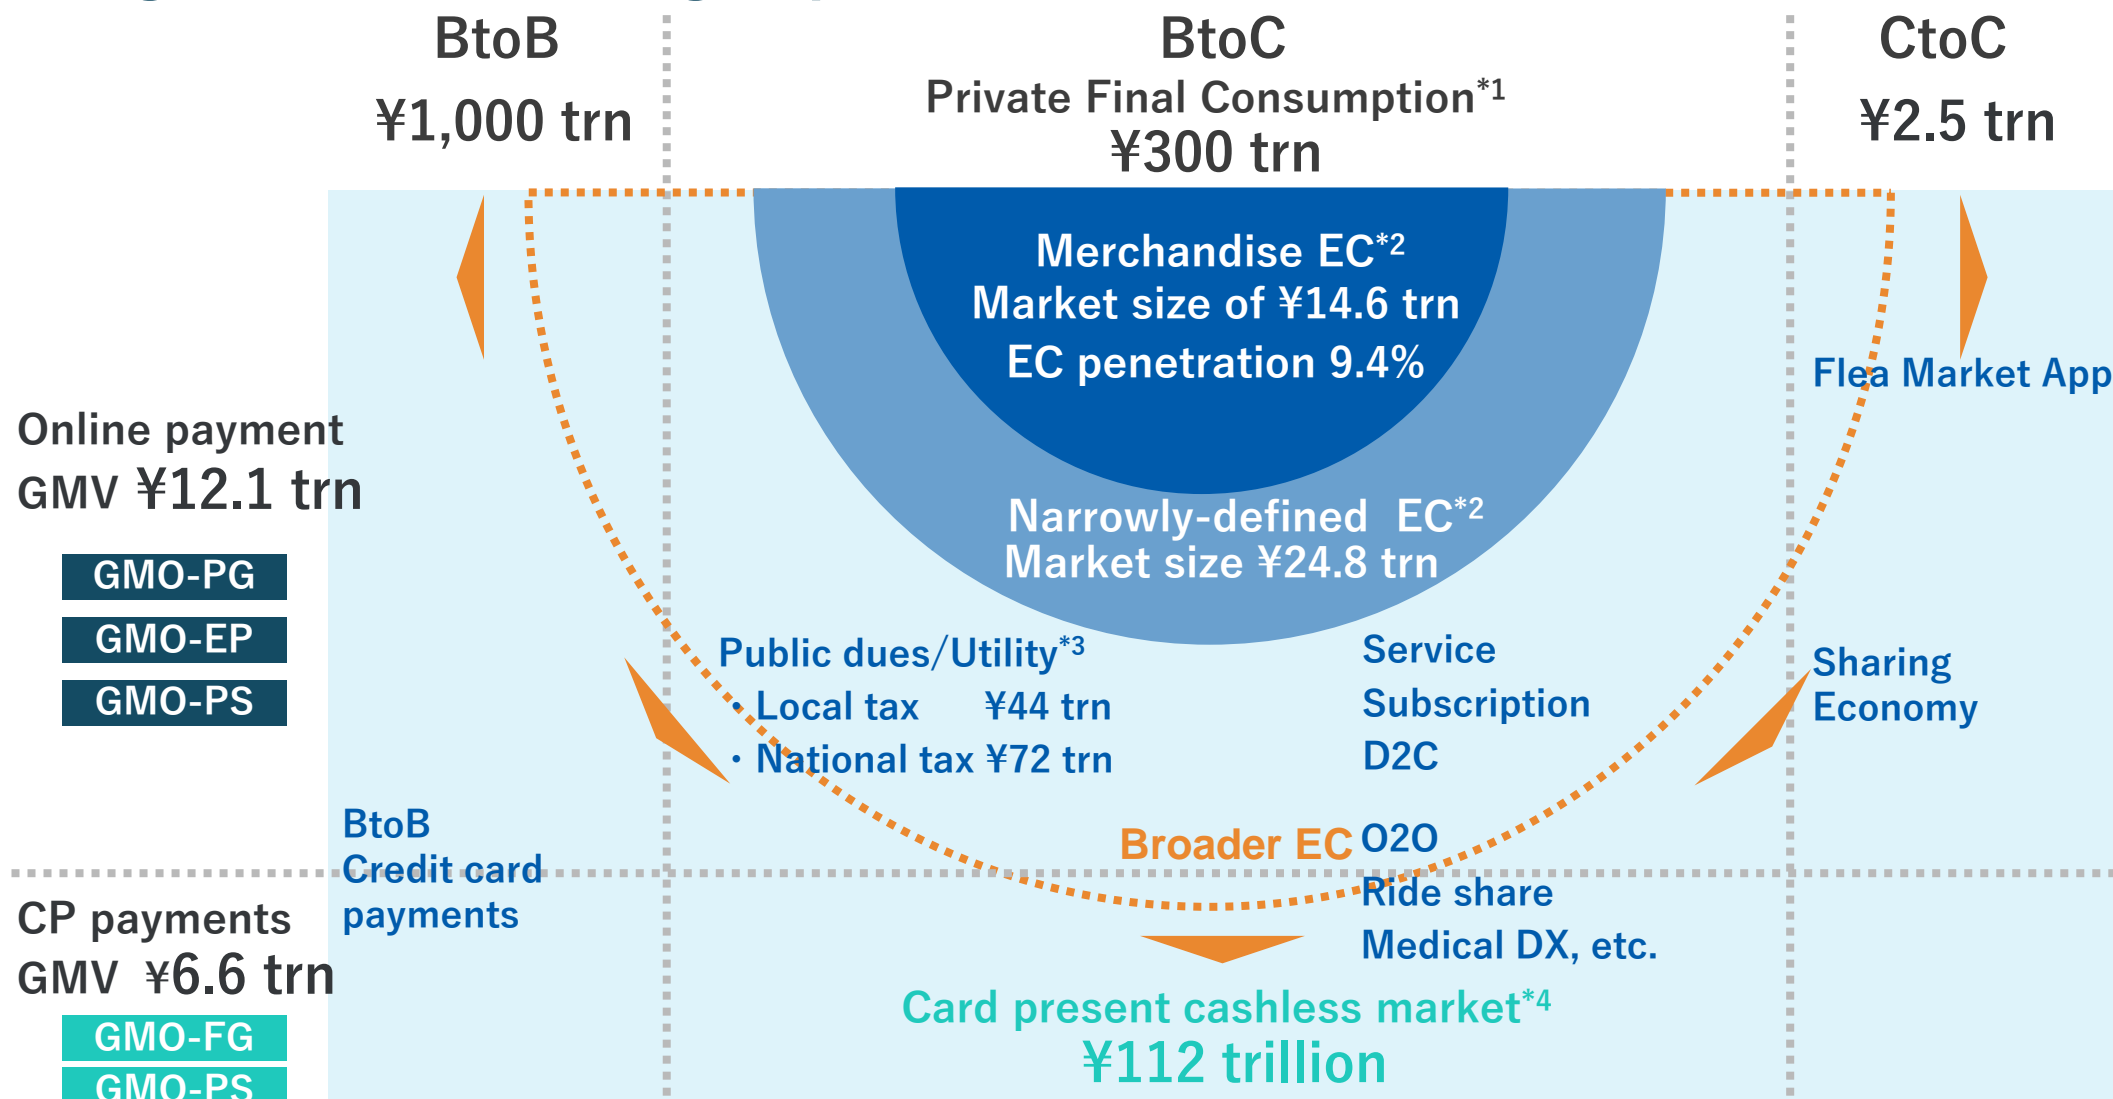 BtoB
¥1,000 trn
BtoC
Private Final Consumption*1
¥300 trn
CtoC
¥2.5 trn
Merchandise EC*2
Market size of ¥14.6 trn
EC penetration 9.4%
Narrowly-defined EC*2
Market size ¥24.8 trn
Flea Market App
Online payment
GMV ¥12.1 trn
GMO-PG
GMO-EP
GMO-PS
Public dues/Utility*3
・Local tax ¥44 trn
・National tax ¥72 trn
Service
Subscription
D2C
O2O
Ride share
Medical DX, etc.
Sharing
Economy
Broader EC
BtoB
Credit card
payments
CP payments
GMV ¥6.6 trn
GMO-FG
GMO-PS
Card present cashless market*4
¥112 trillion